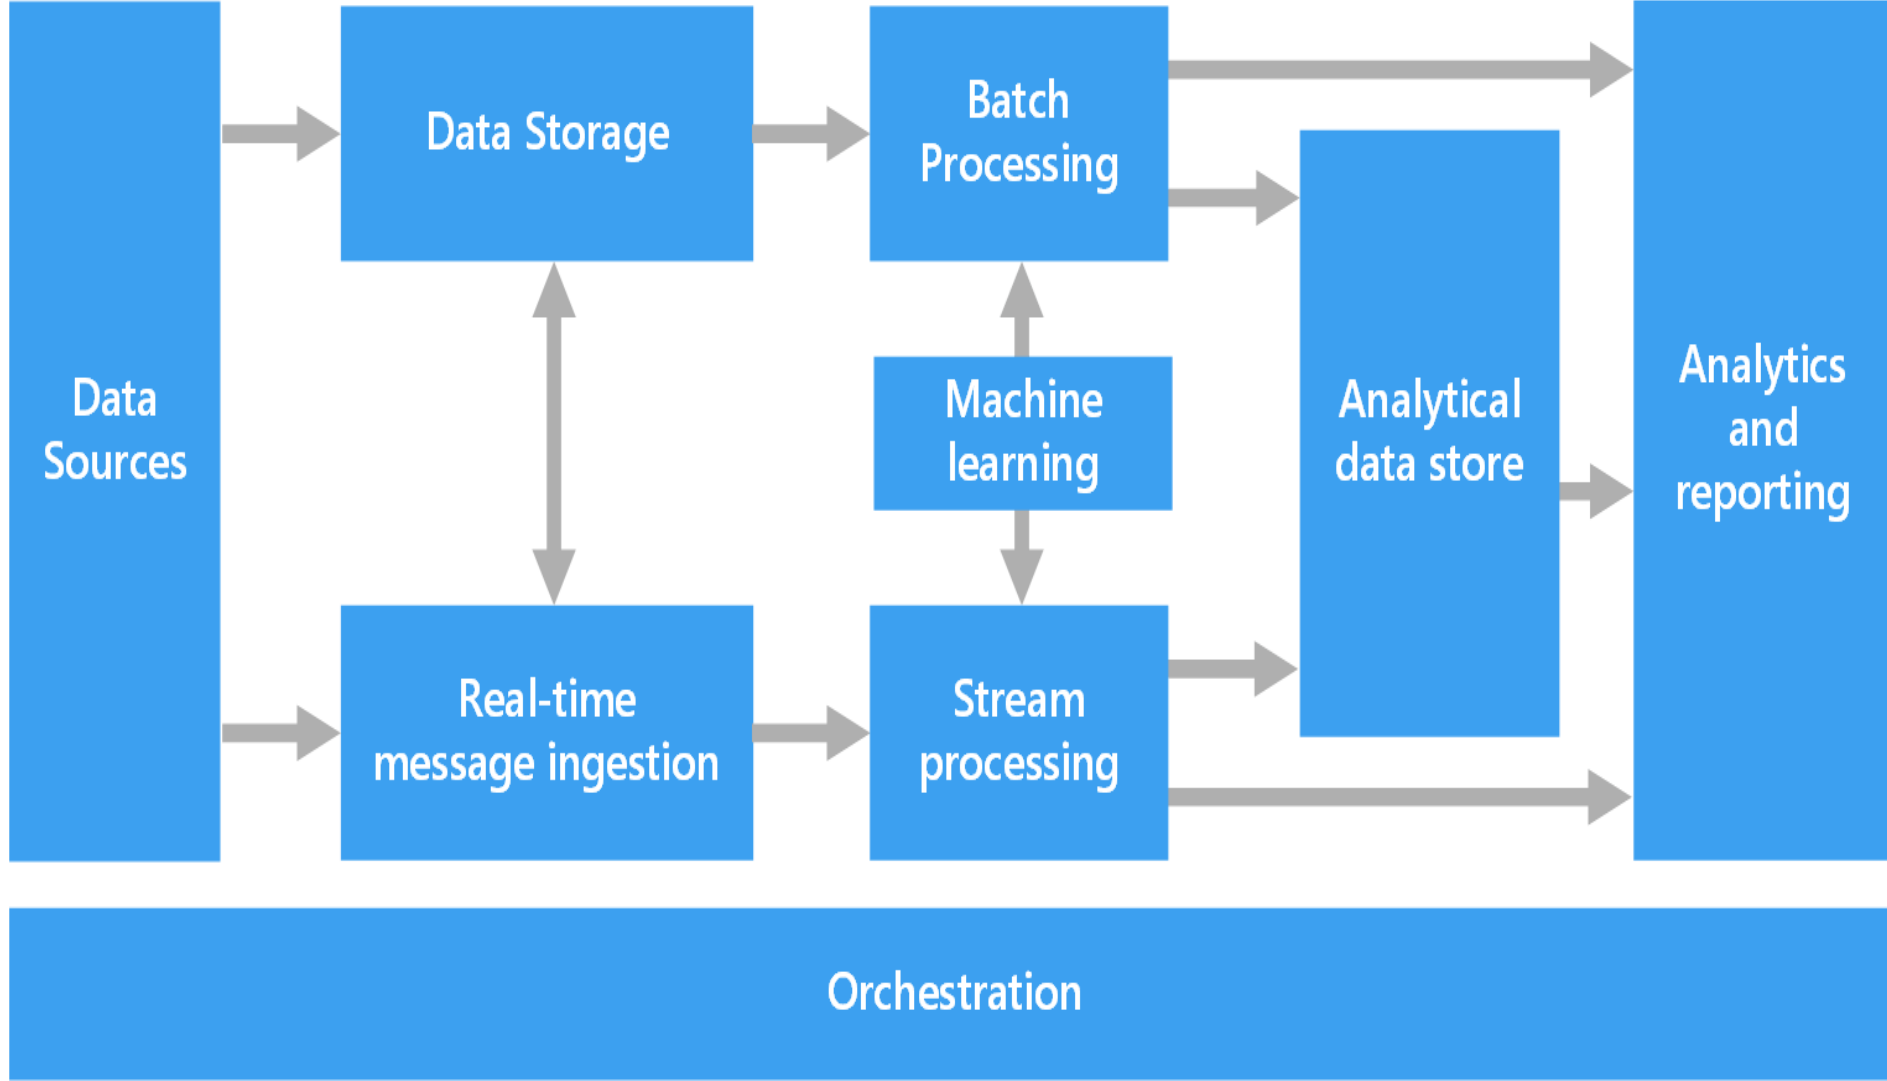 Data
Sources
Data Storage
Batch
Processing
Machine
learning
Real-time
message ingestion
Stream
processing
Analytical
data store
Analytics
and
reporting
Orchestration